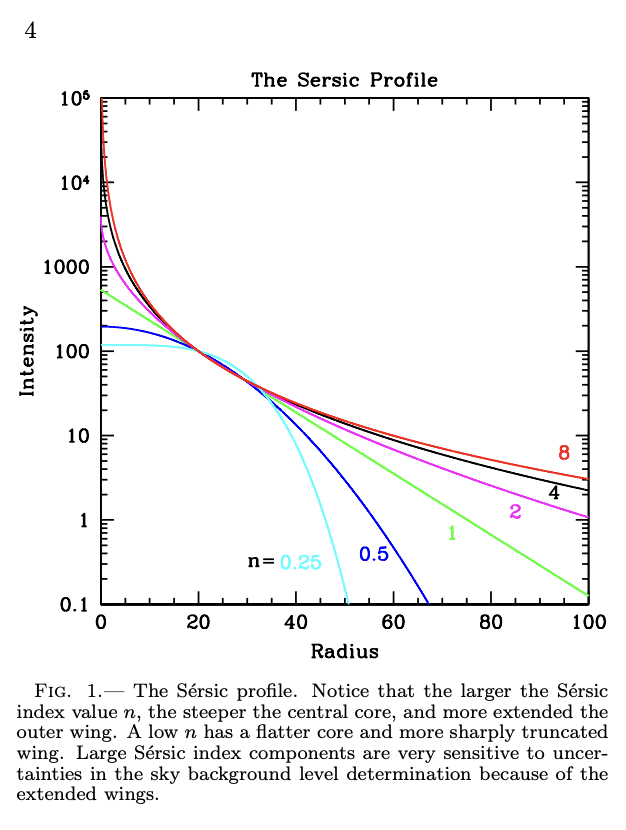 4
The Sersic Profile
10⁵
10⁴
1000
100
10
1
0.1
Intensity
8
4
2
1
0.5
n= 0.25
0 20 40 60 80 100
Radius
Fig. 1.— The Sérsic profile. Notice that the larger the Sérsic
index value n, the steeper the central core, and more extended the
outer wing. A low n has a flatter core and more sharply truncated
wing. Large Sérsic index components are very sensitive to uncer-
tainties in the sky background level determination because of the
extended wings.